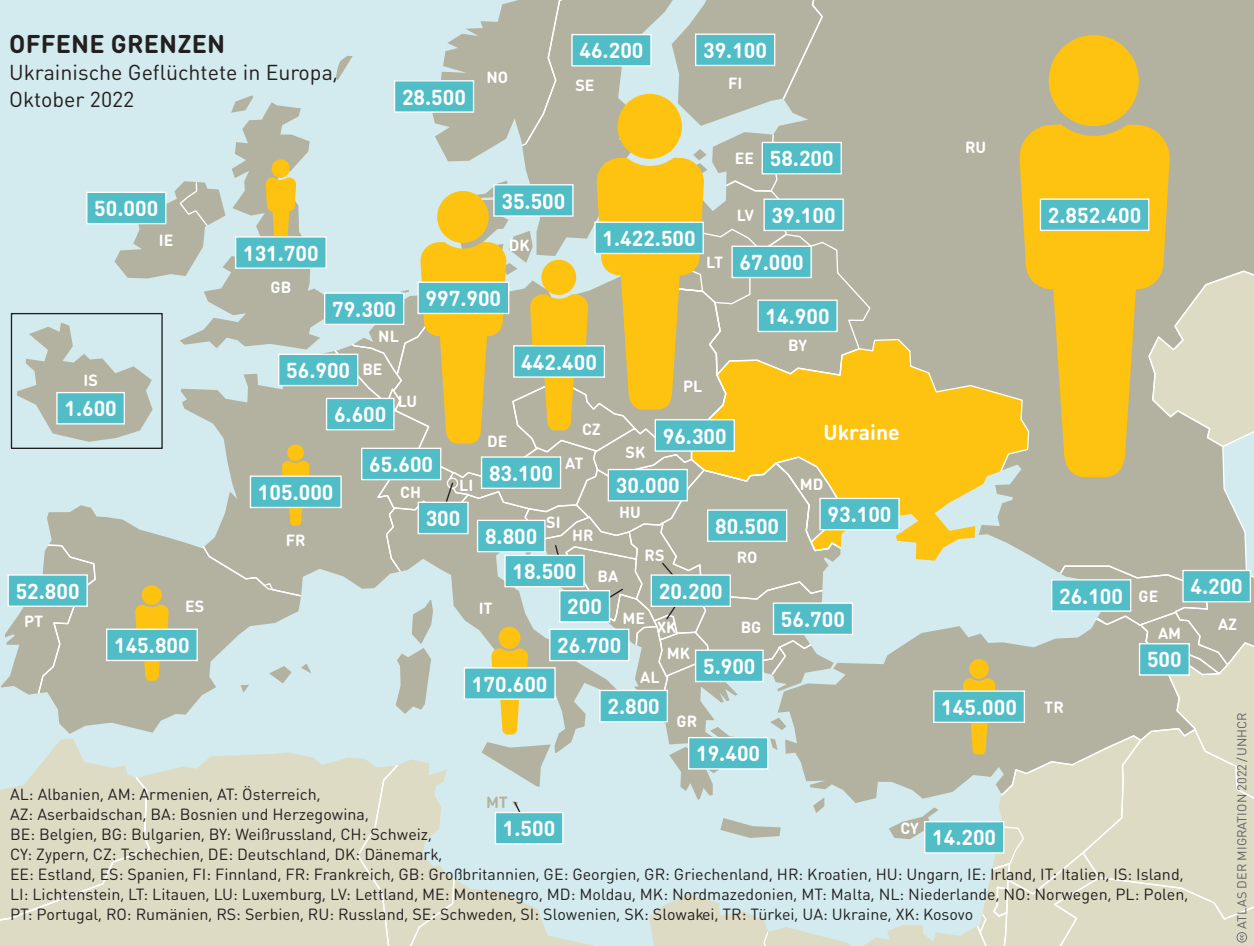 OFFENE GRENZEN
Ukrainische Geflüchtete in Europa,
Oktober 2022
NO
28.500
46.200
SE
39.100
FI
RU
2.852.400
EE
58.200
50.000
IE
131.700
GB
35.500
DK
1.422.500
LV
39.100
LT
67.000
79.300
NL
997.900
14.900
BY
442.400
56.900
BE
IS
1.600
LU
6.600
PL
DE
CZ
96.300
SK
Ukraine
65.600
CH
LI
83.100
AT
30.000
HU
MD
93.100
105.000
FR
300
SI
8.800
HR
80.500
RO
RS
18.500
BA
20.200
200
ME
XK
52.800
PT
ES
145.800
IT
170.600
26.700
BG
56.700
MK
5.900
AL
2.800
GR
19.400
26.100
GE
4.200
AZ
AM
500
145.000
TR
MT
1.500
CY
14.200
AL: Albanien, AM: Armenien, AT: Österreich,
AZ: Aserbaidschan, BA: Bosnien und Herzegowina,
BE: Belgien, BG: Bulgarien, BY: Weißrussland, CH: Schweiz,
CY: Zypern, CZ: Tschechien, DE: Deutschland, DK: Dänemark,
EE: Estland, ES: Spanien, FI: Finnland, FR: Frankreich, GB: Großbritannien, GE: Georgien, GR: Griechenland, HR: Kroatien, HU: Ungarn, IE: Irland, IT: Italien, IS: Island,
LI: Lichtenstein, LT: Litauen, LU: Luxemburg, LV: Lettland, ME: Montenegro, MD: Moldau, MK: Nordmazedonien, MT: Malta, NL: Niederlande, NO: Norwegen, PL: Polen,
PT: Portugal, RO: Rumänien, RS: Serbien, RU: Russland, SE: Schweden, SI: Slowenien, SK: Slowakei, TR: Türkei, UA: Ukraine, XK: Kosovo
ATLAS DER MIGRATION 2022 / UNHCR